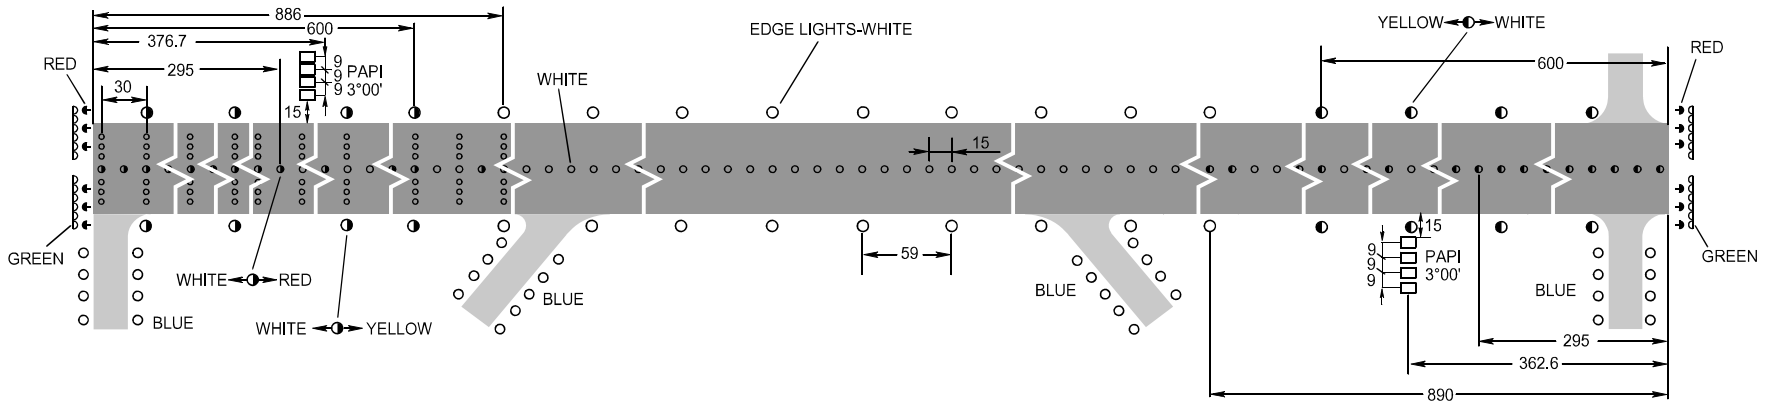 886
600
376.7
295
30
RED
9
9
9
PAPI
3°00'
15
EDGE LIGHTS-WHITE
WHITE
15
YELLOW WHITE
RED
600
GREEN
WHITE RED
BLUE
WHITE YELLOW
BLUE
59
BLUE
15
9
9
9
PAPI
3°00'
BLUE
GREEN
295
362.6
890